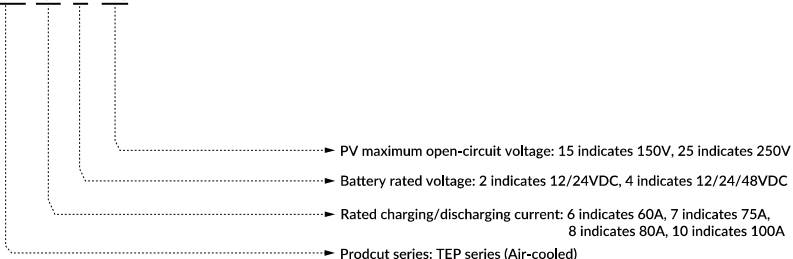 PV maximum open-circuit voltage: 15 indicates 150V, 25 indicates 250V
Battery rated voltage: 2 indicates 12/24VDC, 4 indicates 12/24/48VDC
Rated charging/discharging current: 6 indicates 60A, 7 indicates 75A,
8 indicates 80A, 10 indicates 100A
Prodcut series: TEP series (Air-cooled)